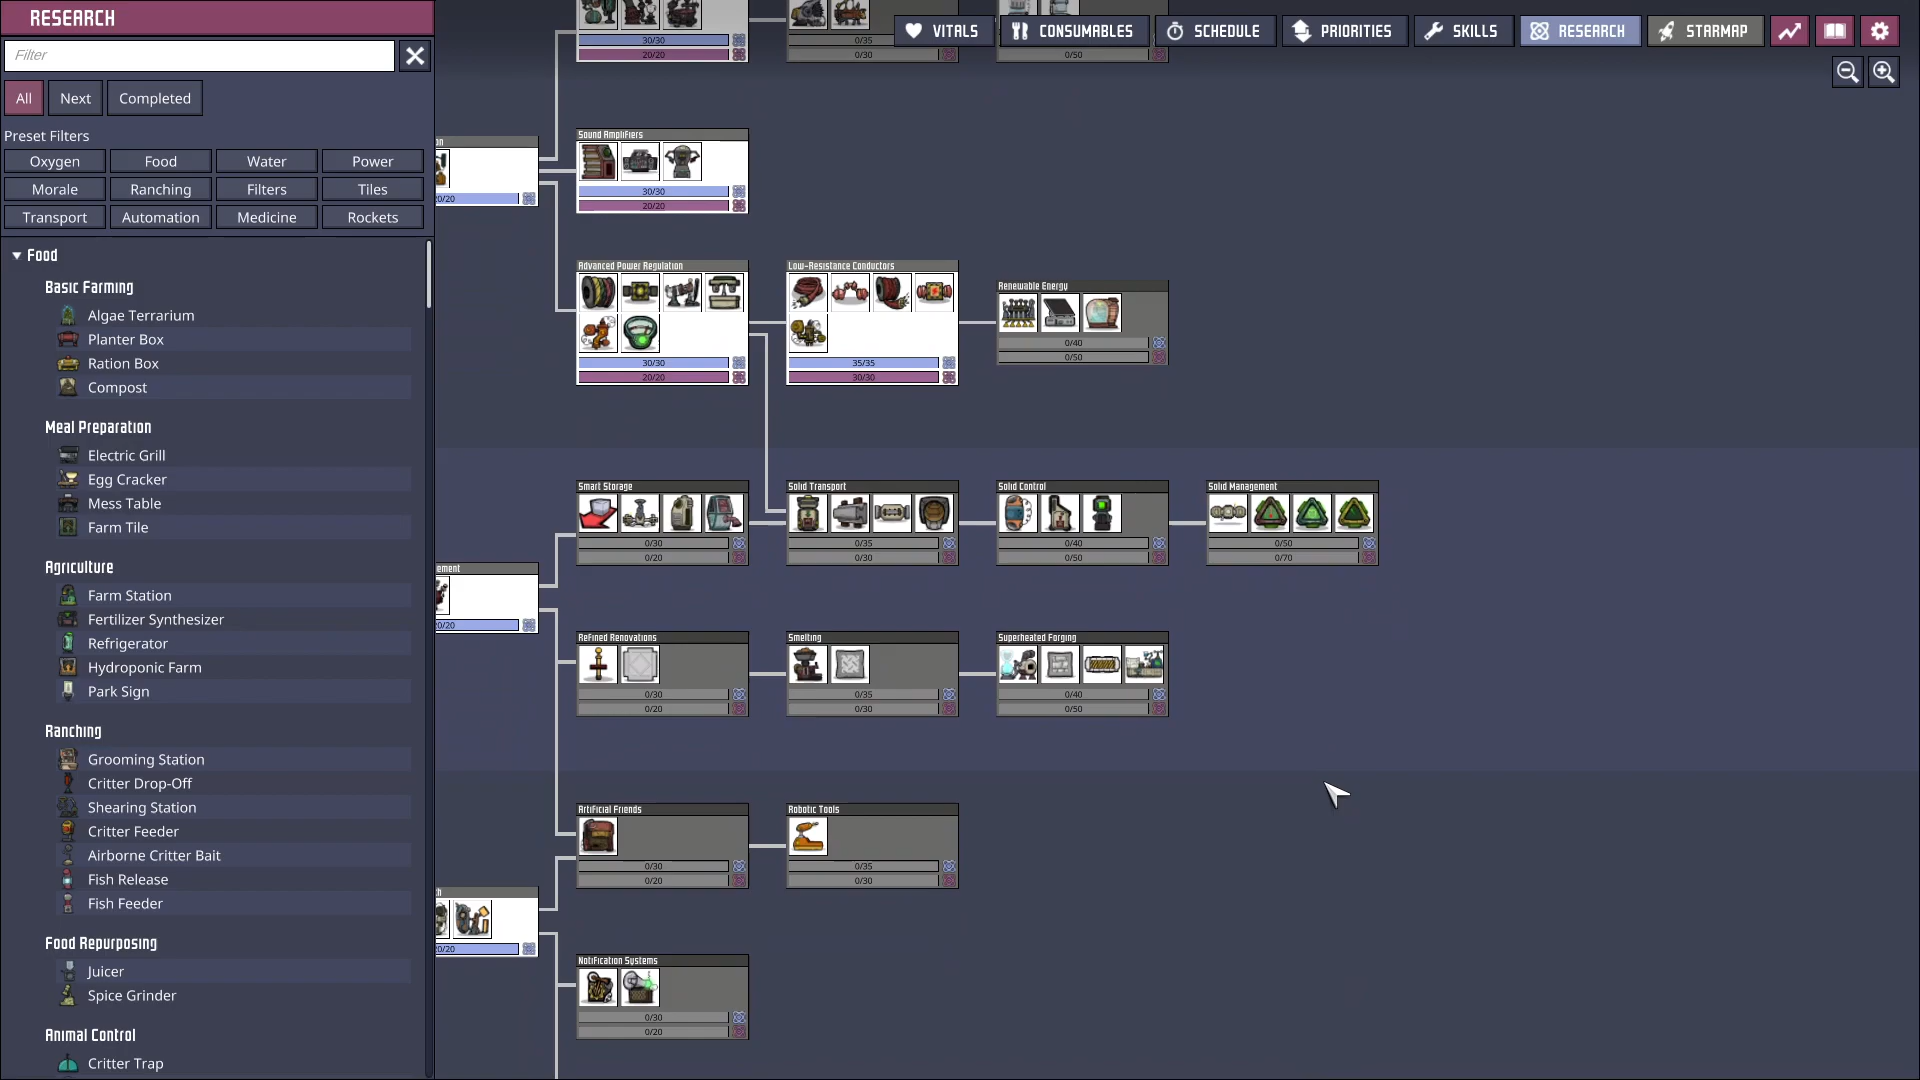 RESEARCH
VITALS
CONSUMABLES
SCHEDULE
PRIORITIES
SKILLS
RESEARCH
STARMAP
Filter
All
Next
Completed
Preset Filters
Oxygen
Food
Water
Power
Morale
Ranching
Filters
Tiles
Transport
Automation
Medicine
Rockets
Food
Basic Farming
Algae Terrarium
Planter Box
Ration Box
Compost
Meal Preparation
Electric Grill
Egg Cracker
Mess Table
Farm Tile
Agriculture
Farm Station
Fertilizer Synthesizer
Refrigerator
Hydroponic Farm
Park Sign
Ranching
Grooming Station
Critter Drop-Off
Shearing Station
Critter Feeder
Airborne Critter Bait
Fish Release
Fish Feeder
Food Repurposing
Juicer
Spice Grinder
Animal Control
Critter Trap
30/30
20/20
0/35
0/30
0/50
on
20/20
Sound Amplifiers
30/30
20/20
Advanced Power Regulation
30/30
20/20
Low-Resistance Conductors
35/35
30/30
Renewable Energy
0/40
0/50
Smart Storage
0/30
0/20
Solid Transport
0/35
0/30
Solid Control
0/40
0/50
Solid Management
0/50
0/70
ement
20/20
Refined Renovations
0/30
0/20
Smelting
0/35
0/30
Superheated Forging
0/40
0/50
Artificial Friends
0/30
0/20
Robotic Tools
0/35
0/30
h
20/20
Notification Systems
0/30
0/20